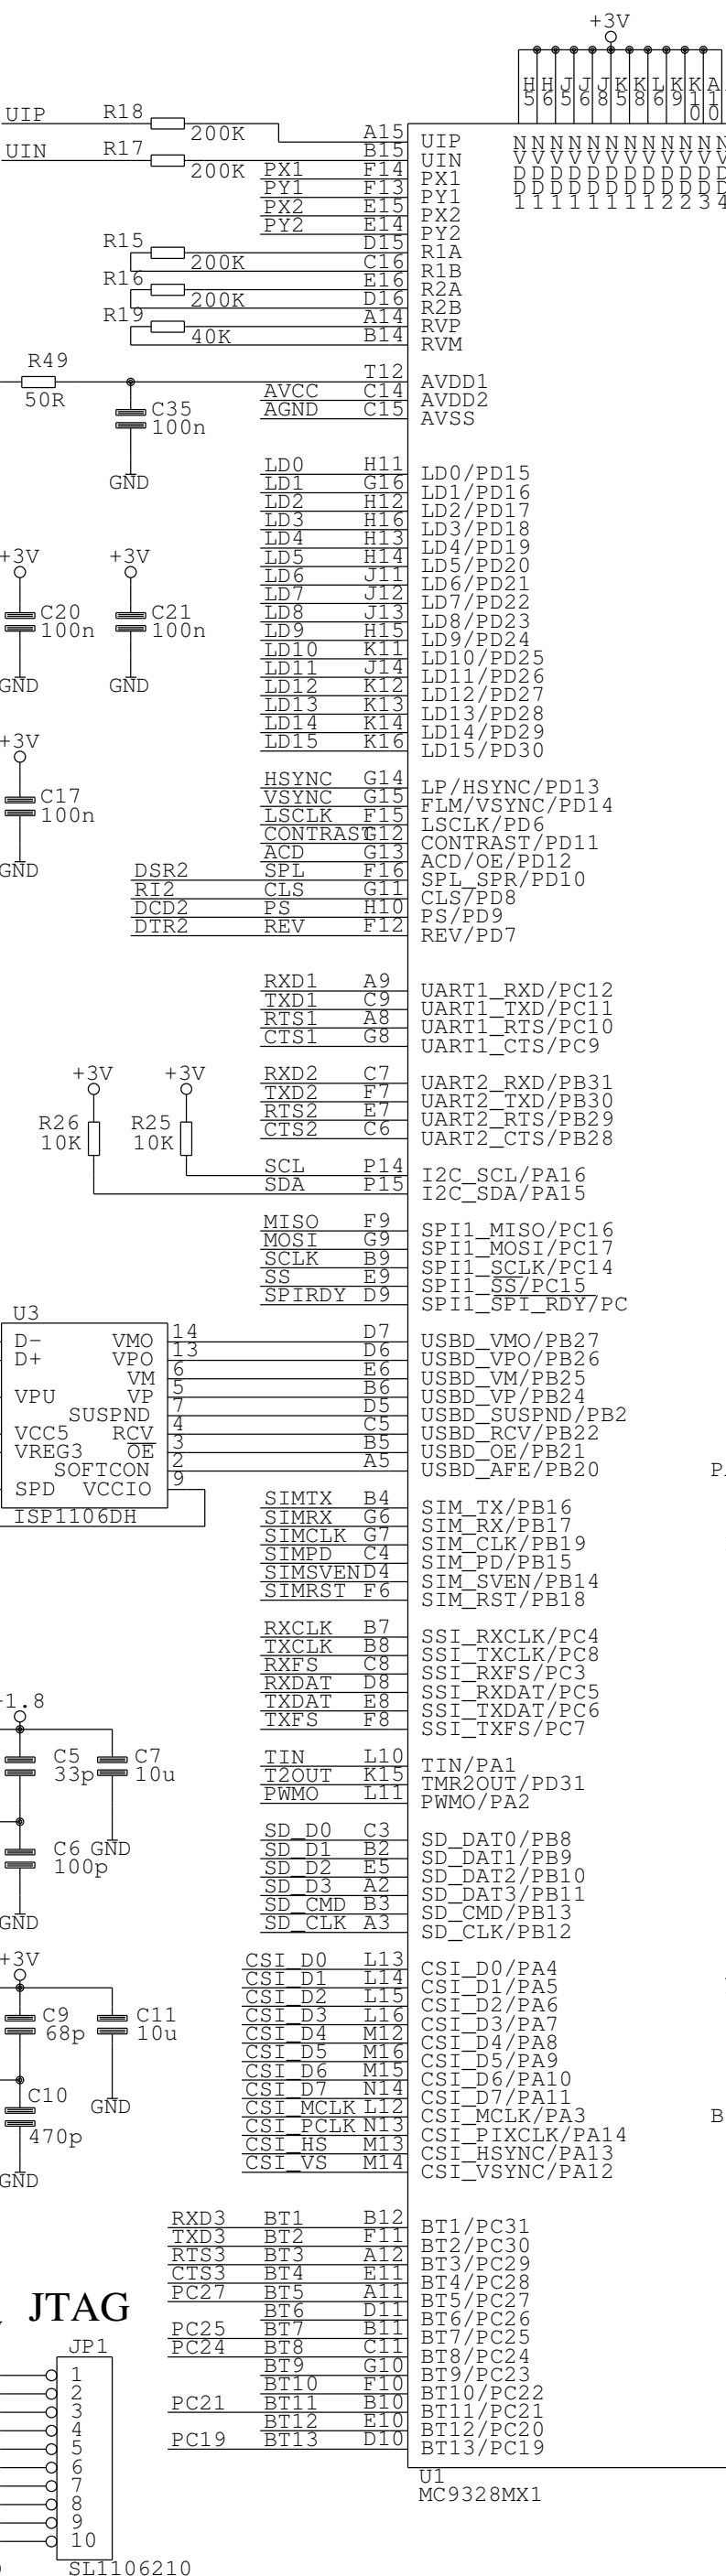 +3V
H5 H6 J5 J6 J8 K5 K8 L6 K9 K10 A10 A
NVDD1 NVDD1 NVDD1 NVDD1 NVDD1 NVDD1 NVDD1 NVDD1 NVDD2 NVDD2 NVDD3 NVDD4
UIP R18 200K A15 UIP
UIN R17 200K B15 UIN
PX1 F14 PX1
PY1 F13 PY1
PX2 E15 PX2
PY2 E14 PY2
R15 200K D15 R1A
C16 R1B
R16 200K E16 R2A
D16 R2B
R19 40K A14 RVP
B14 RVM
R49 50R T12 AVDD1
AVCC C14 AVDD2
AGND C15 AVSS
C35 100n
GND
LD0 H11 LD0/PD15
LD1 G16 LD1/PD16
LD2 H12 LD2/PD17
LD3 H16 LD3/PD18
LD4 H13 LD4/PD19
LD5 H14 LD5/PD20
LD6 J11 LD6/PD21
LD7 J12 LD7/PD22
LD8 J13 LD8/PD23
LD9 H15 LD9/PD24
LD10 K11 LD10/PD25
LD11 J14 LD11/PD26
LD12 K12 LD12/PD27
LD13 K13 LD13/PD28
LD14 K14 LD14/PD29
LD15 K16 LD15/PD30
+3V +3V
C20 100n C21 100n
GND GND
+3V
C17 100n
GND
HSYNC G14 LP/HSYNC/PD13
VSYNC G15 FLM/VSYNC/PD14
LSCLK F15 LSCLK/PD6
CONTRAST G12 CONTRAST/PD11
ACD G13 ACD/OE/PD12
DSR2 SPL F16 SPL_SPR/PD10
RI2 CLS G11 CLS/PD8
DCD2 PS H10 PS/PD9
DTR2 REV F12 REV/PD7
RXD1 A9 UART1_RXD/PC12
TXD1 C9 UART1_TXD/PC11
RTS1 A8 UART1_RTS/PC10
CTS1 G8 UART1_CTS/PC9
RXD2 C7 UART2_RXD/PB31
TXD2 F7 UART2_TXD/PB30
RTS2 E7 UART2_RTS/PB29
CTS2 C6 UART2_CTS/PB28
+3V +3V
R26 10K R25 10K
SCL P14 I2C_SCL/PA16
SDA P15 I2C_SDA/PA15
MISO F9 SPI1_MISO/PC16
MOSI G9 SPI1_MOSI/PC17
SCLK B9 SPI1_SCLK/PC14
SS E9 SPI1_SS/PC15
SPIRDY D9 SPI1_SPI_RDY/PC
U3
D- VMO 14 D7 USBD_VMO/PB27
D+ VPO 13 D6 USBD_VPO/PB26
VM 6 E6 USBD_VM/PB25
VPU VP 5 B6 USBD_VP/PB24
SUSPND 7 D5 USBD_SUSPND/PB2
VCC5 RCV 4 C5 USBD_RCV/PB22
VREG3 OE 3 B5 USBD_OE/PB21
SOFTCON 2 A5 USBD_AFE/PB20 PA
SPD VCCIO 9
ISP1106DH
SIMTX B4 SIM_TX/PB16
SIMRX G6 SIM_RX/PB17
SIMCLK G7 SIM_CLK/PB19
SIMPD C4 SIM_PD/PB15
SIMSVEN D4 SIM_SVEN/PB14
SIMRST F6 SIM_RST/PB18
RXCLK B7 SSI_RXCLK/PC4
TXCLK B8 SSI_TXCLK/PC8
RXFS C8 SSI_RXFS/PC3
RXDAT D8 SSI_RXDAT/PC5
TXDAT E8 SSI_TXDAT/PC6
TXFS F8 SSI_TXFS/PC7
+1.8
C5 33p C7 10u
TIN L10 TIN/PA1
T2OUT K15 TMR2OUT/PD31
PWMO L11 PWMO/PA2
C6 100p GND
GND
SD_D0 C3 SD_DAT0/PB8
SD_D1 B2 SD_DAT1/PB9
SD_D2 E5 SD_DAT2/PB10
SD_D3 A2 SD_DAT3/PB11
SD_CMD B3 SD_CMD/PB13
SD_CLK A3 SD_CLK/PB12
+3V
C9 68p C11 10u
C10 470p GND
GND
CSI_D0 L13 CSI_D0/PA4
CSI_D1 L14 CSI_D1/PA5
CSI_D2 L15 CSI_D2/PA6
CSI_D3 L16 CSI_D3/PA7
CSI_D4 M12 CSI_D4/PA8
CSI_D5 M16 CSI_D5/PA9
CSI_D6 M15 CSI_D6/PA10
CSI_D7 N14 CSI_D7/PA11
CSI_MCLK L12 CSI_MCLK/PA3 B
CSI_PCLK N13 CSI_PIXCLK/PA14
CSI_HS M13 CSI_HSYNC/PA13
CSI_VS M14 CSI_VSYNC/PA12
RXD3 BT1 B12 BT1/PC31
TXD3 BT2 F11 BT2/PC30
RTS3 BT3 A12 BT3/PC29
CTS3 BT4 E11 BT4/PC28
PC27 BT5 A11 BT5/PC27
BT6 D11 BT6/PC26
PC25 BT7 B11 BT7/PC25
PC24 BT8 C11 BT8/PC24
BT9 G10 BT9/PC23
BT10 F10 BT10/PC22
PC21 BT11 B10 BT11/PC21
BT12 E10 BT12/PC20
PC19 BT13 D10 BT13/PC19
U1
MC9328MX1
JTAG
JP1
1
2
3
4
5
6
7
8
9
10
SL1106210